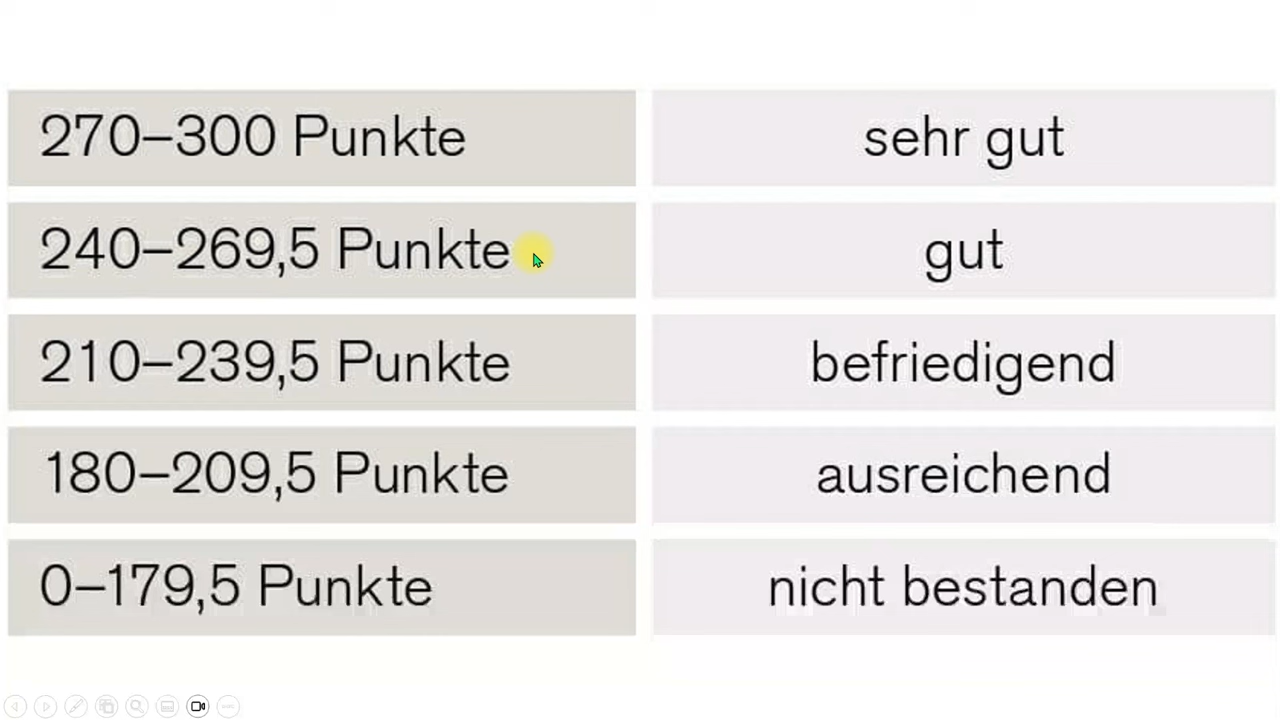 270–300 Punkte sehr gut
240–269,5 Punkte gut
210–239,5 Punkte befriedigend
180–209,5 Punkte ausreichend
0–179,5 Punkte nicht bestanden